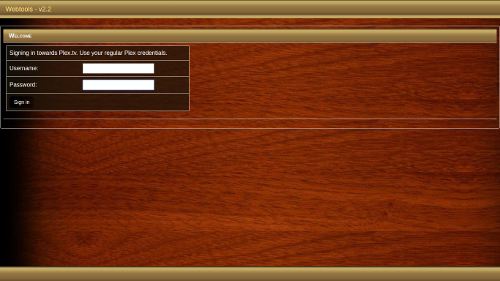 Webtools - v2.2
Welcome
Signing in towards Plex.tv. Use your regular Plex credentials.
Username:
Password:
Sign in